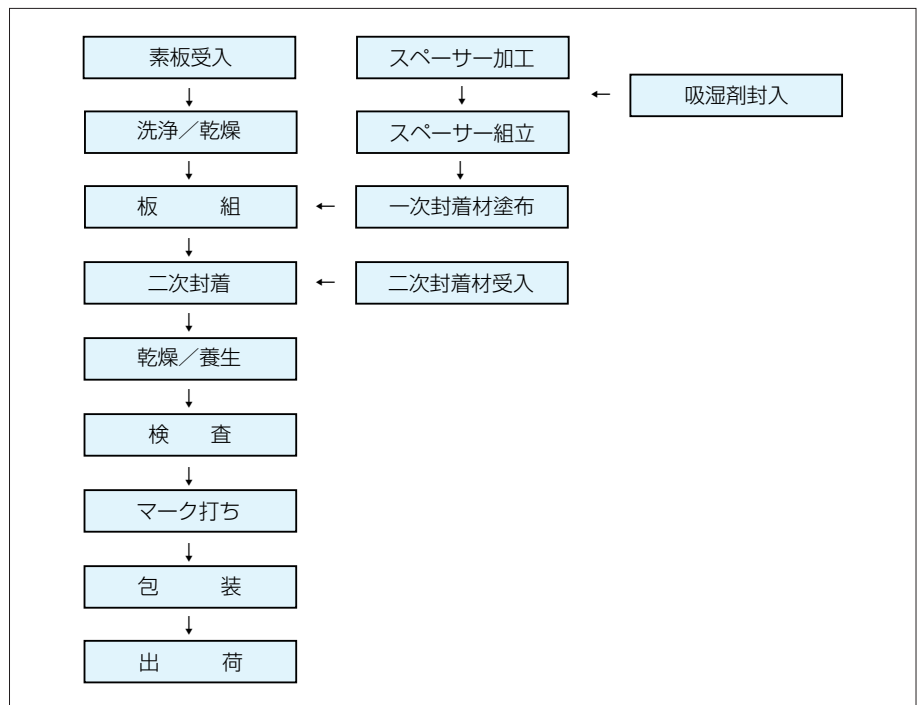 素板受入
スペーサー加工
吸湿剤封入
洗浄／乾燥
スペーサー組立
板　　組
一次封着材塗布
二次封着
二次封着材受入
乾燥／養生
検　　査
マーク打ち
包　　装
出　　荷